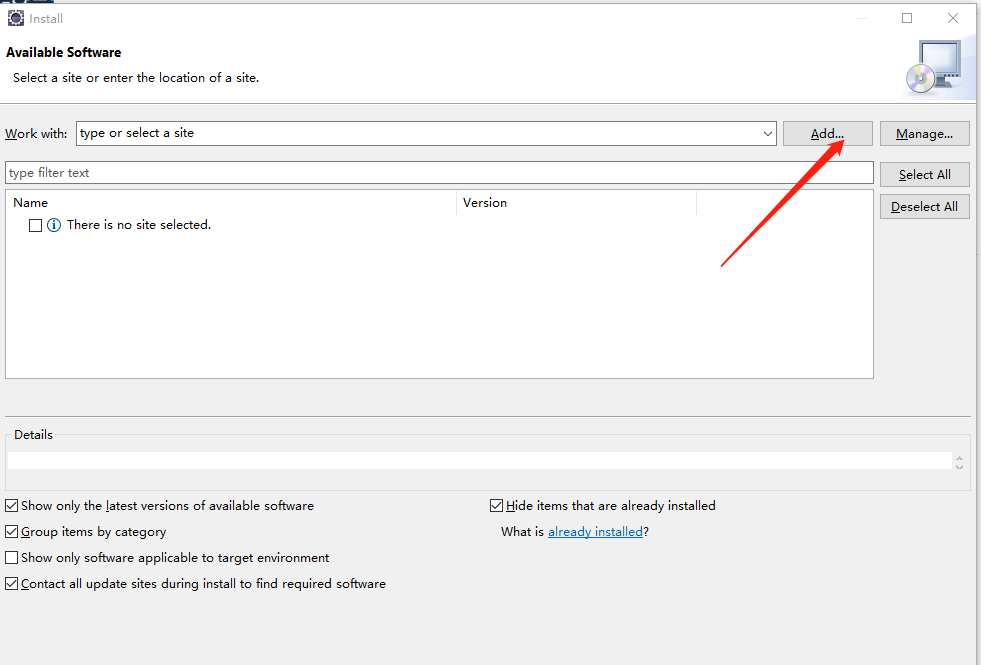 Install
Available Software
Select a site or enter the location of a site.
Work with: type or select a site Add... Manage...
type filter text Select All
Name Version Deselect All
There is no site selected.
Details
Show only the latest versions of available software Hide items that are already installed
Group items by category What is already installed?
Show only software applicable to target environment
Contact all update sites during install to find required software